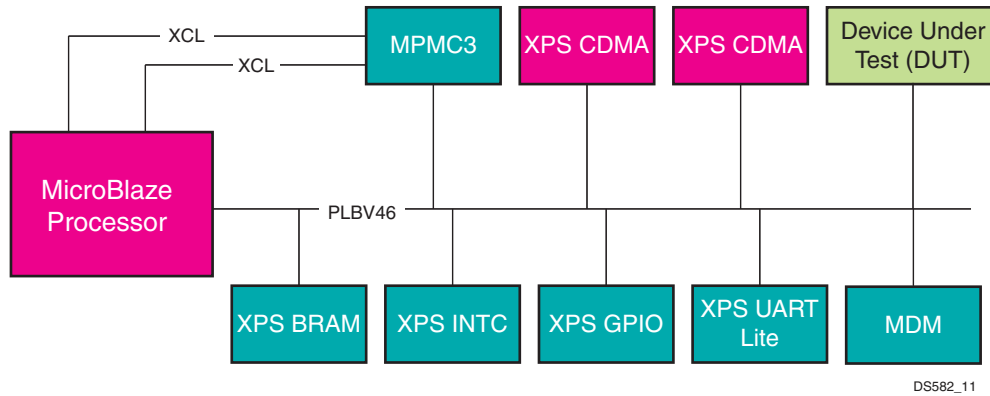 XCL
XCL
MPMC3
XPS CDMA
XPS CDMA
Device Under
Test (DUT)
MicroBlaze
Processor
PLBV46
XPS BRAM
XPS INTC
XPS GPIO
XPS UART
Lite
MDM
DS582_11